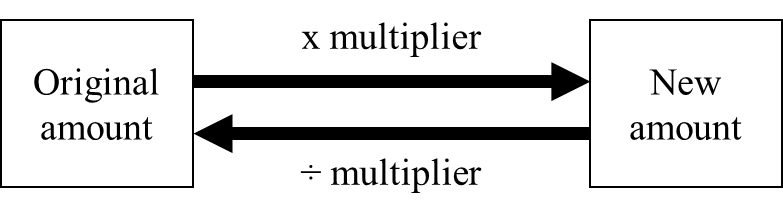 x multiplier
Original
amount
New
amount
÷ multiplier